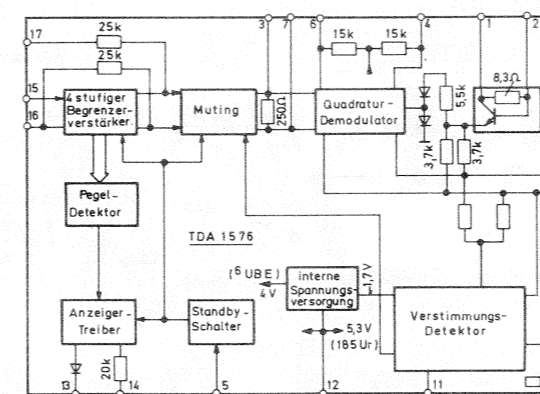 3
7
6
4
1
2
17
25k
25k
15k
15k
8,3Ω
15
16
4 stufiger
Begrenzer-
verstärker.
Muting
250Ω
Quadratur-
Demodulator
5,5k
3,7k
3,7k
Pegel-
Detektor
TDA 1576
(6 UBE)
4V
interne
Spannungs-
versorgung
1,7V
5,3V
(185 Ur)
Anzeiger-
Treiber
Standby-
Schalter
Verstimmungs-
Detektor
20k
13
14
5
12
11